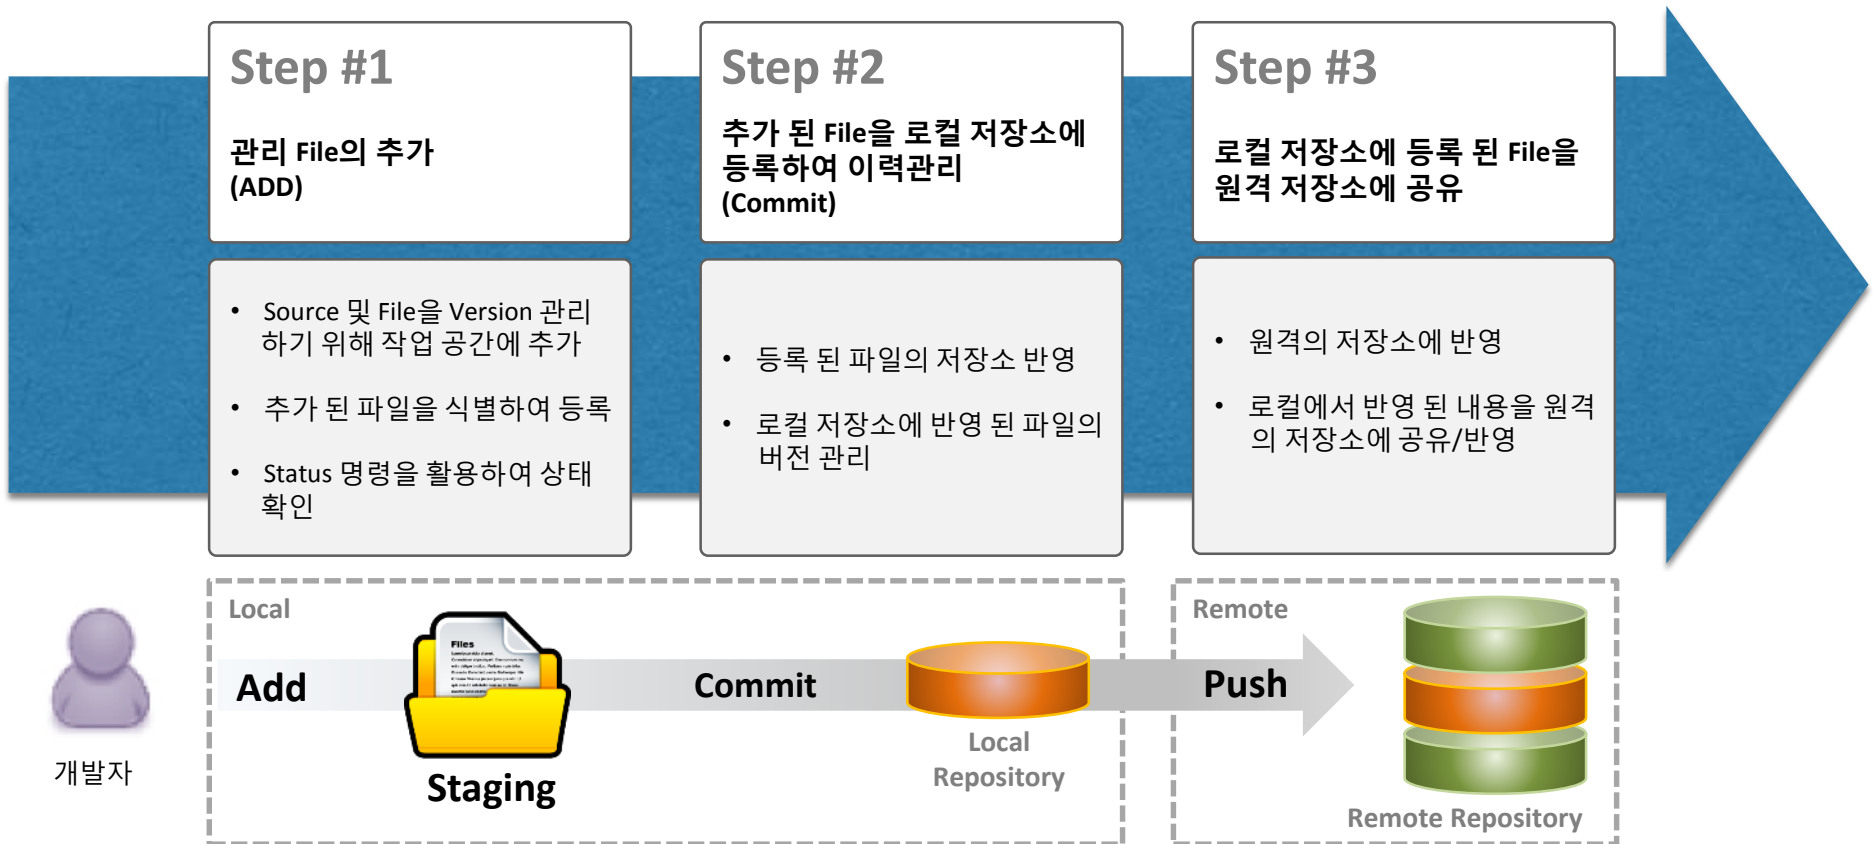 Step #1
관리 File의 추가
(ADD)
• Source 및 File을 Version 관리
하기 위해 작업 공간에 추가
• 추가 된 파일을 식별하여 등록
• Status 명령을 활용하여 상태
확인
Step #2
추가 된 File을 로컬 저장소에
등록하여 이력관리
(Commit)
• 등록 된 파일의 저장소 반영
• 로컬 저장소에 반영 된 파일의
버전 관리
Step #3
로컬 저장소에 등록 된 File을
원격 저장소에 공유
• 원격의 저장소에 반영
• 로컬에서 반영 된 내용을 원격
의 저장소에 공유/반영
개발자
Local
Add
Files
Staging
Commit
Local
Repository
Remote
Push
Remote Repository